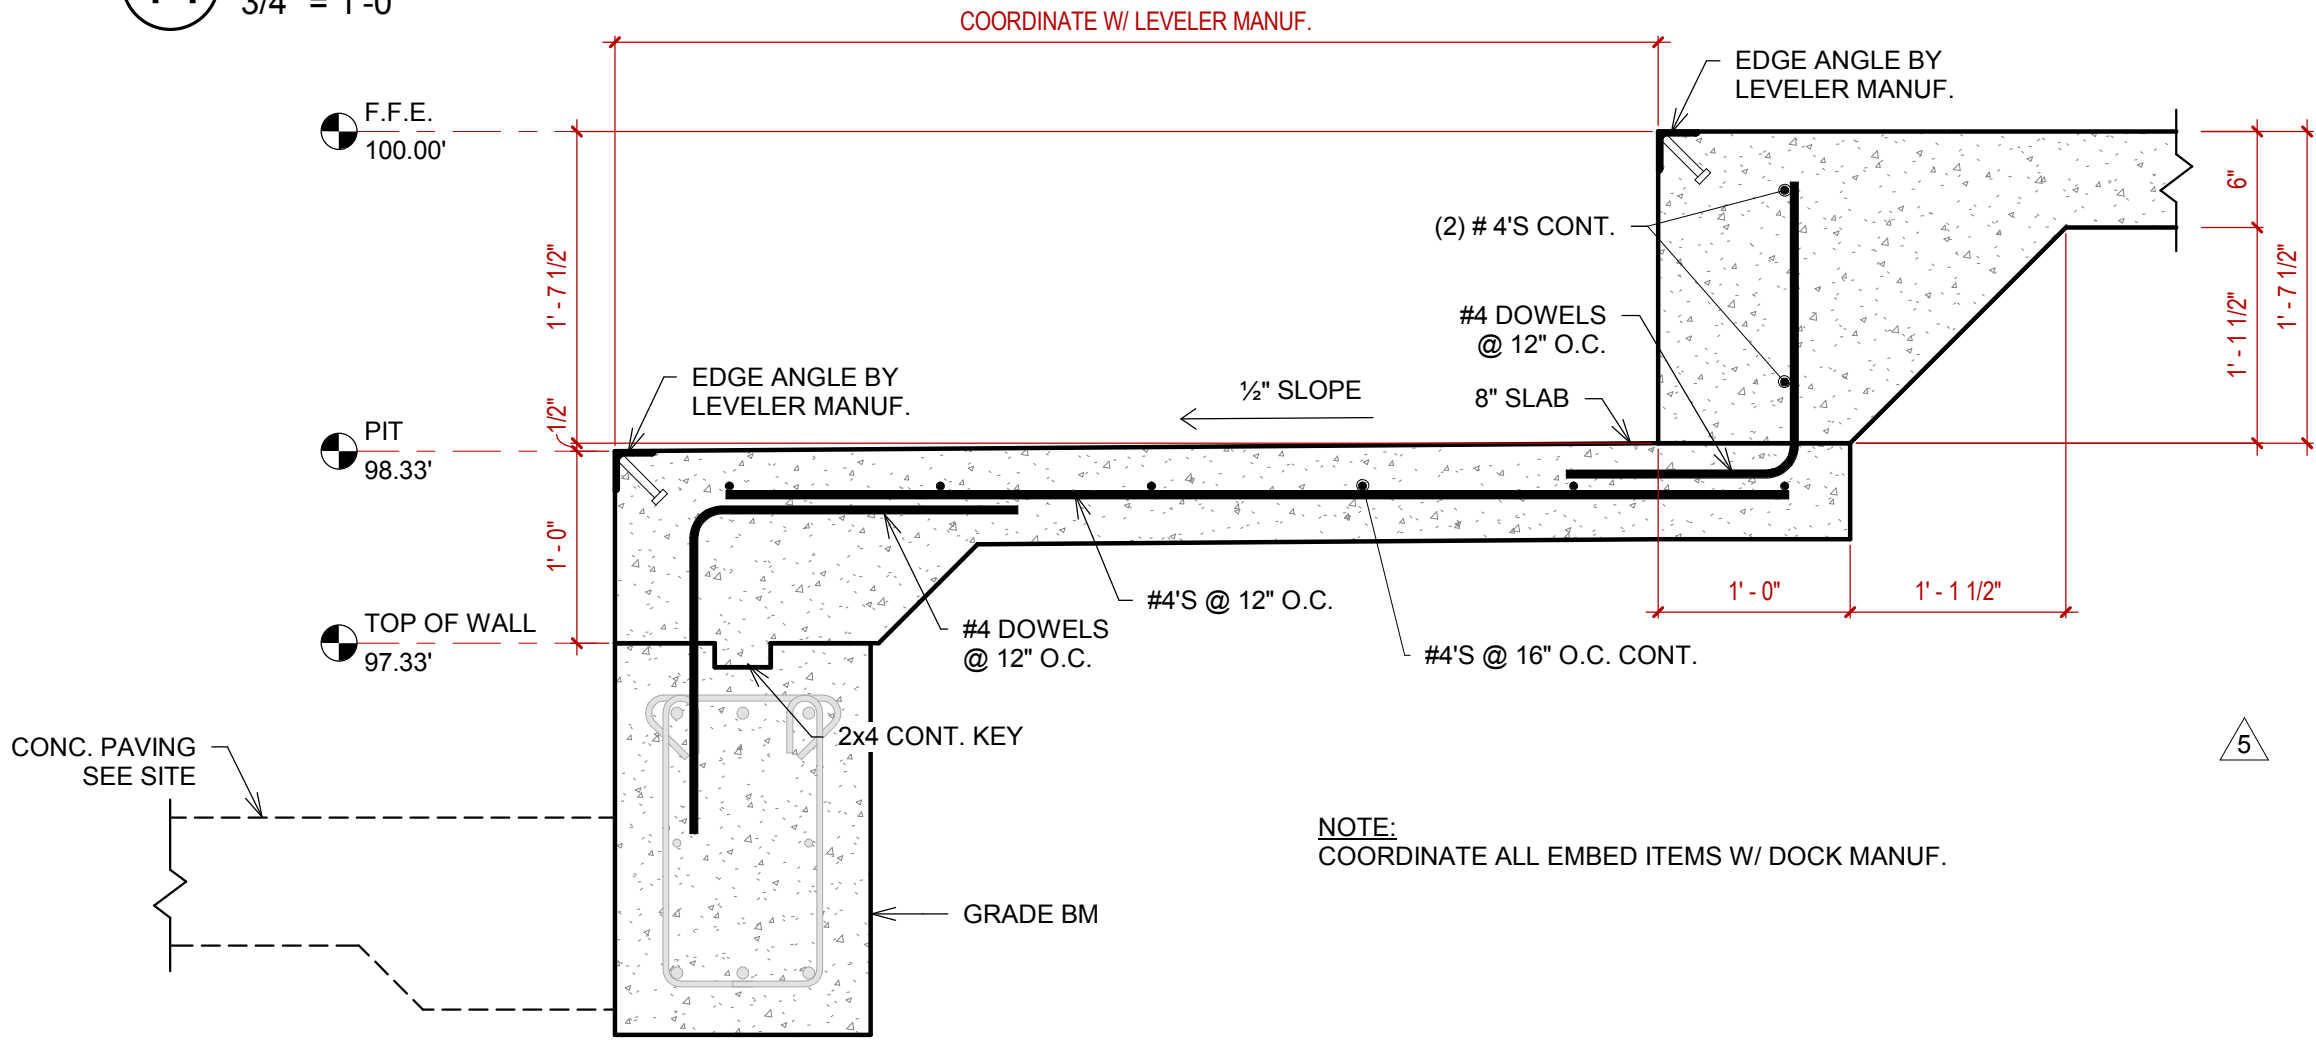 3/4" = 1'-0"
COORDINATE W/ LEVELER MANUF.
EDGE ANGLE BY
LEVELER MANUF.
F.F.E.
100.00'
6"
(2) # 4'S CONT.
1' - 7 1/2"
1' - 7 1/2"
1' - 1 1/2"
#4 DOWELS
@ 12" O.C.
EDGE ANGLE BY
LEVELER MANUF.
½" SLOPE
8" SLAB
1/2"
PIT
98.33'
1' - 0"
1' - 0"
1' - 1 1/2"
#4'S @ 12" O.C.
TOP OF WALL
97.33'
#4 DOWELS
@ 12" O.C.
#4'S @ 16" O.C. CONT.
2x4 CONT. KEY
CONC. PAVING
SEE SITE
5
NOTE:
COORDINATE ALL EMBED ITEMS W/ DOCK MANUF.
GRADE BM